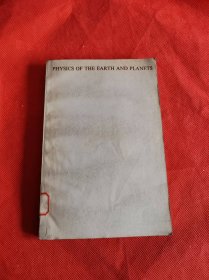 PHYSICS OF THE EARTH AND PLANETS